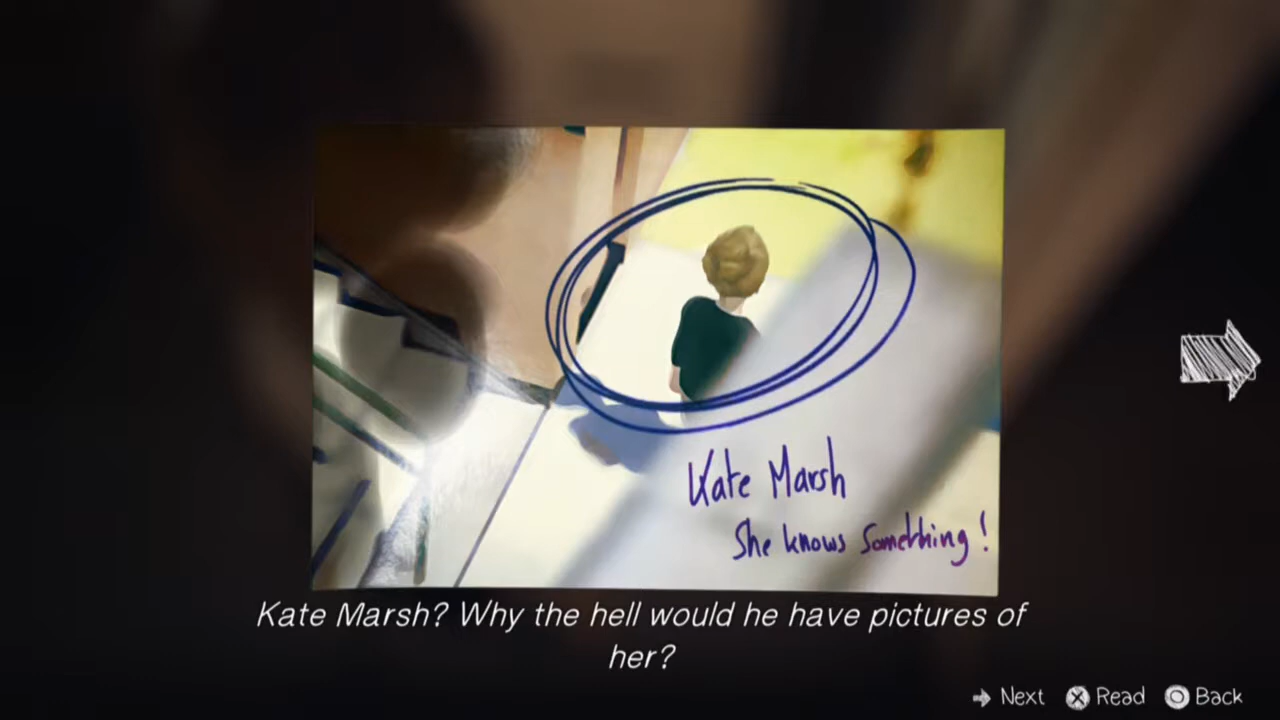 Kate Marsh
She knows something!
Kate Marsh? Why the hell would he have pictures of
her?
Next Read Back